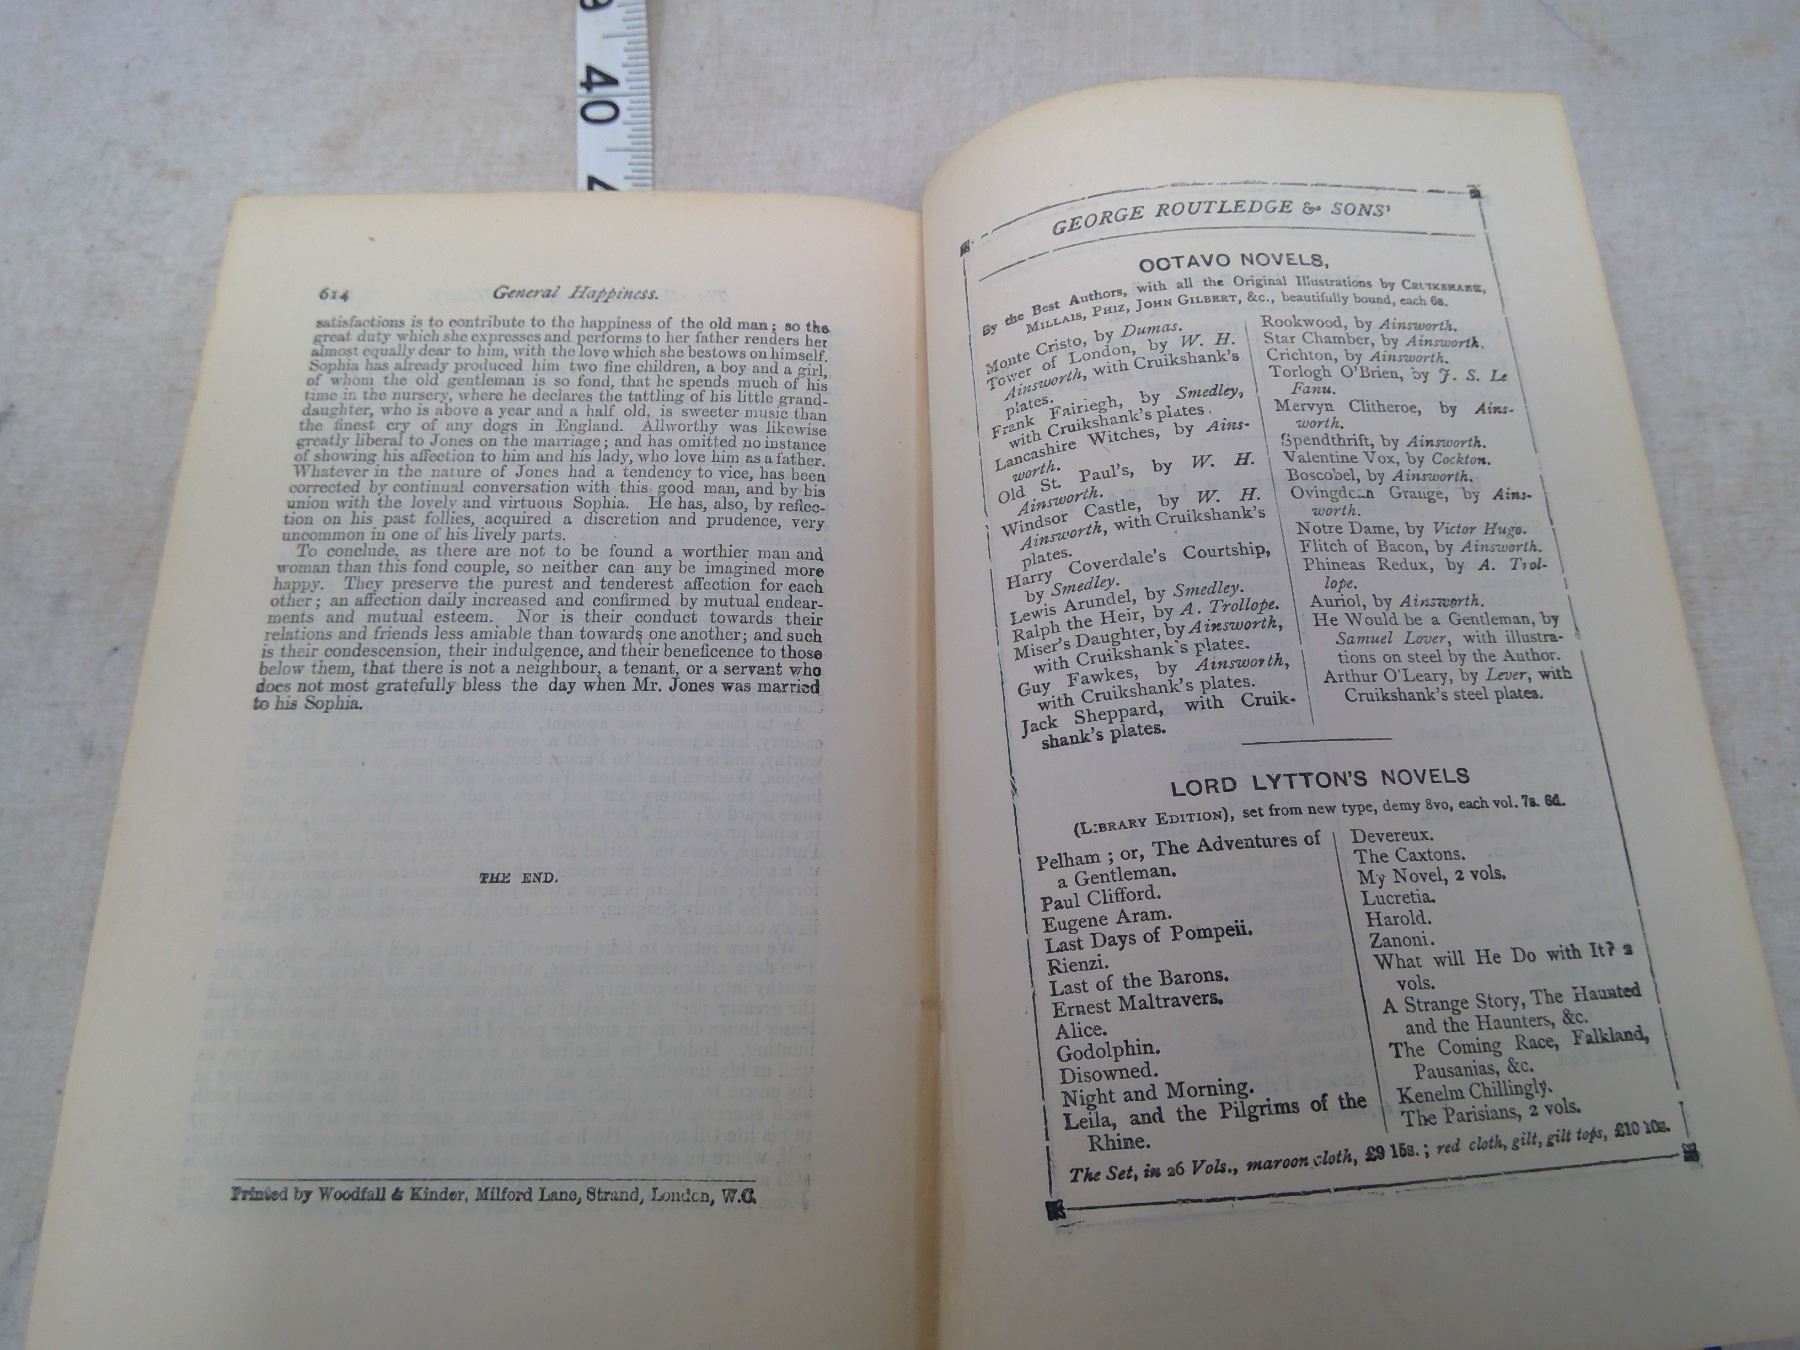 40
614 General Happiness.
satisfactions is to contribute to the happiness of the old man; so the
great duty which she expresses and performs to her father renders her
almost equally dear to him, with the love which she bestows on himself.
Sophia has already produced him two fine children, a boy and a girl,
of whom the old gentleman is so fond, that he spends much of his
time in the nursery, where he declares the tattling of his little grand-
daughter, who is above a year and a half old, is sweeter music than
the finest cry of any dogs in England. Allworthy was likewise
greatly liberal to Jones on the marriage; and has omitted no instance
of showing his affection to him and his lady, who love him as a father.
Whatever in the nature of Jones had a tendency to vice, has been
corrected by continual conversation with this good man, and by his
union with the lovely and virtuous Sophia. He has, also, by reflec-
tion on his past follies, acquired a discretion and prudence, very
uncommon in one of his lively parts.
To conclude, as there are not to be found a worthier man and
woman than this fond couple, so neither can any be imagined more
happy. They preserve the purest and tenderest affection for each
other; an affection daily increased and confirmed by mutual endear-
ments and mutual esteem. Nor is their conduct towards their
relations and friends less amiable than towards one another; and such
is their condescension, their indulgence, and their beneficence to those
below them, that there is not a neighbour, a tenant, or a servant who
does not most gratefully bless the day when Mr. Jones was married
to his Sophia.
THE END.
Printed by Woodfall & Kinder, Milford Lane, Strand, London, W.C.
GEORGE ROUTLEDGE & SONS'
OCTAVO NOVELS,
By the Best Authors, with all the Original Illustrations by CRUIKSHANK,
MILLAIS, PHIZ, JOHN GILBERT, &c., beautifully bound, each 6s.
Monte Cristo, by Dumas.
Tower of London, by W. H.
Ainsworth, with Cruikshank's
plates.
Frank Fairlegh, by Smedley,
with Cruikshank's plates.
Lancashire Witches, by Ains-
worth.
Old St. Paul's, by W. H.
Ainsworth.
Windsor Castle, by W. H.
Ainsworth, with Cruikshank's
plates.
Harry Coverdale's Courtship,
by Smedley.
Lewis Arundel, by Smedley.
Ralph the Heir, by A. Trollope.
Miser's Daughter, by Ainsworth,
with Cruikshank's plates.
Guy Fawkes, by Ainsworth,
with Cruikshank's plates.
Jack Sheppard, with Cruik-
shank's plates.
Rookwood, by Ainsworth.
Star Chamber, by Ainsworth.
Crichton, by Ainsworth.
Torlogh O'Brien, by J. S. Le
Fanu.
Mervyn Clitheroe, by Ains-
worth.
Spendthrift, by Ainsworth.
Valentine Vox, by Cockton.
Boscobel, by Ainsworth.
Ovingdean Grange, by Ains-
worth.
Notre Dame, by Victor Hugo.
Flitch of Bacon, by Ainsworth.
Phineas Redux, by A. Trol-
lope.
Auriol, by Ainsworth.
He Would be a Gentleman, by
Samuel Lover, with illustra-
tions on steel by the Author.
Arthur O'Leary, by Lever, with
Cruikshank's steel plates.
LORD LYTTON'S NOVELS
(LIBRARY EDITION), set from new type, demy 8vo, each vol. 7s. 6d.
Pelham; or, The Adventures of
a Gentleman.
Paul Clifford.
Eugene Aram.
Last Days of Pompeii.
Rienzi.
Last of the Barons.
Ernest Maltravers.
Alice.
Godolphin.
Disowned.
Night and Morning.
Leila, and the Pilgrims of the
Rhine.
Devereux.
The Caxtons.
My Novel, 2 vols.
Lucretia.
Harold.
Zanoni.
What will He Do with It? 2
vols.
A Strange Story, The Haunted
and the Haunters, &c.
The Coming Race, Falkland,
Pausanias, &c.
Kenelm Chillingly.
The Parisians, 2 vols.
The Set, in 26 Vols., maroon cloth, £9 15s.; red cloth, gilt, gilt tops, £10 10s.